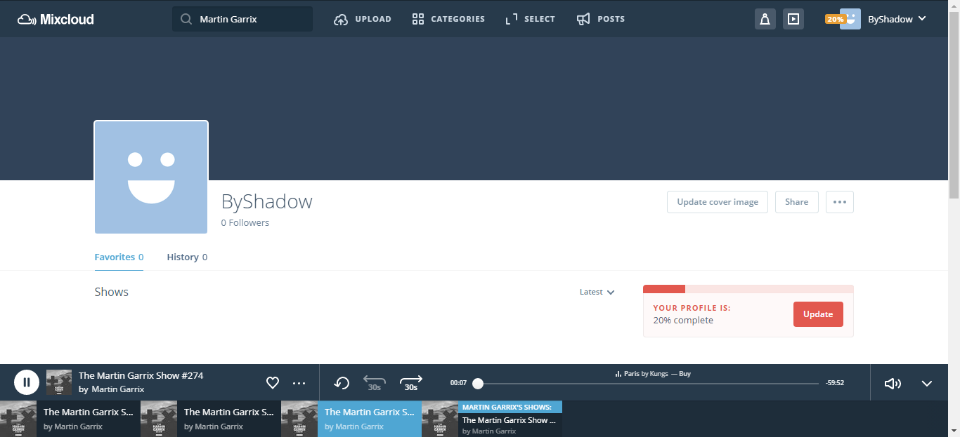 Mixcloud
Martin Garrix
UPLOAD
CATEGORIES
SELECT
POSTS
20%
ByShadow
ByShadow
0 Followers
Update cover image
Share
Favorites 0
History 0
Shows
Latest
YOUR PROFILE IS:
20% complete
Update
The Martin Garrix Show #274
by Martin Garrix
30s
30s
00:07
Paris by Kungs — Buy
-59:52
The Martin Garrix S...
by Martin Garrix
The Martin Garrix S...
by Martin Garrix
The Martin Garrix S...
by Martin Garrix
MARTIN GARRIX'S SHOWS:
The Martin Garrix Show ...
by Martin Garrix